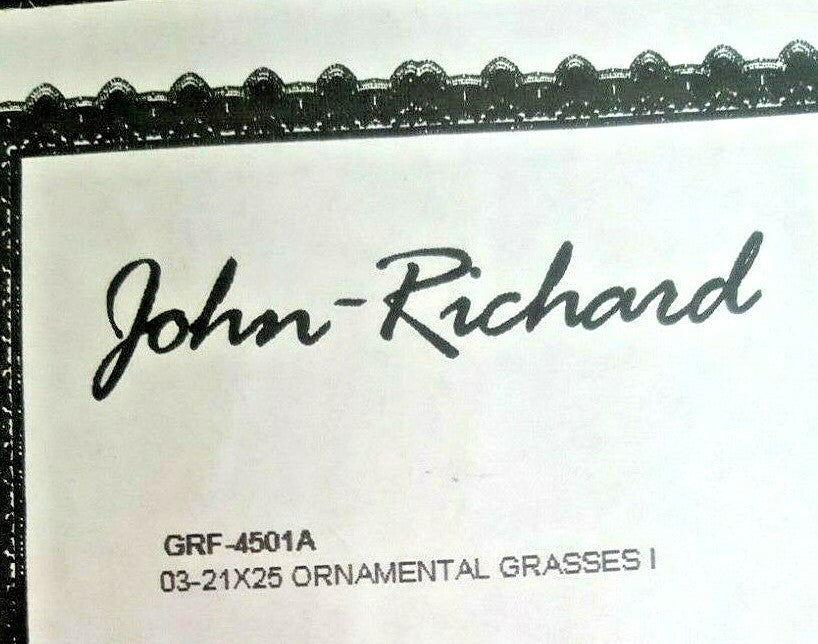 John-Richard
GRF-4501A
03-21X25 ORNAMENTAL GRASSES I